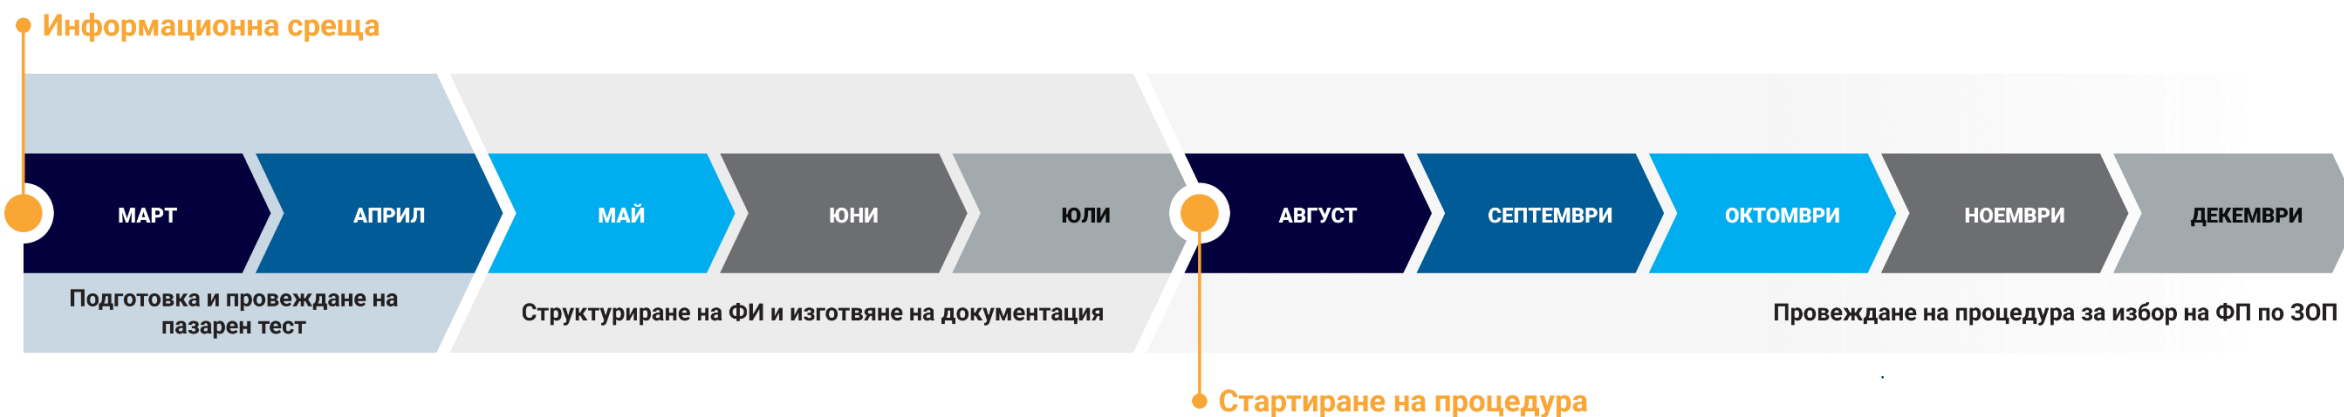 Информационна среща
МАРТ
АПРИЛ
МАЙ
ЮНИ
ЮЛИ
АВГУСТ
СЕПТЕМВРИ
ОКТОМВРИ
НОЕМВРИ
ДЕКЕМВРИ
Подготовка и провеждане на
пазарен тест
Структуриране на ФИ и изготвяне на документация
Провеждане на процедура за избор на ФП по ЗОП
Стартиране на процедура